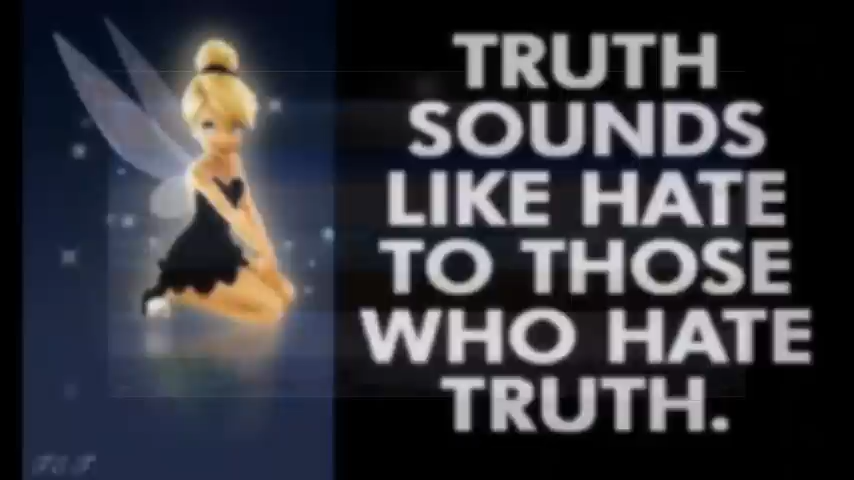 TRUTH
SOUNDS
LIKE HATE
TO THOSE
WHO HATE
TRUTH.